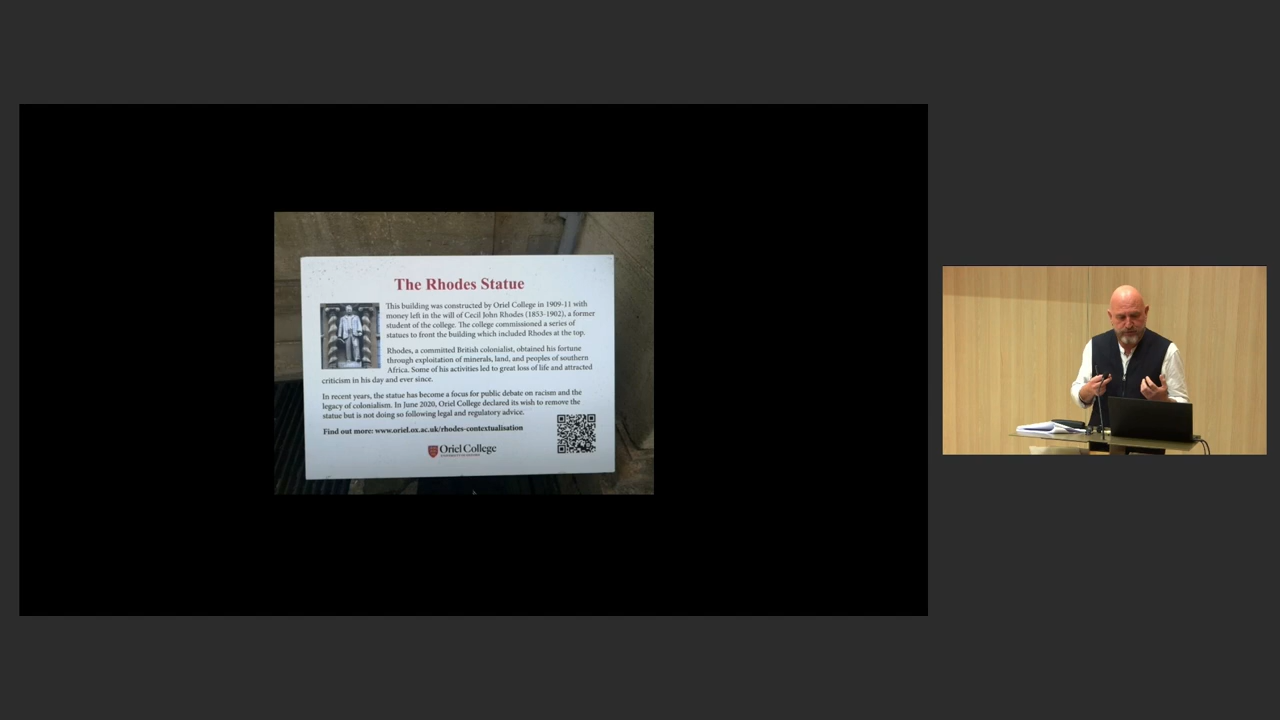 The Rhodes Statue
This building was constructed by Oriel College in 1909-11 with
money left in the will of Cecil John Rhodes (1853-1902), a former
student of the college. The college commissioned a series of
statues to front the building which included Rhodes at the top.
Rhodes, a committed British colonialist, obtained his fortune
through exploitation of minerals, land, and peoples of southern
Africa. Some of his activities led to great loss of life and attracted
criticism in his day and ever since.
In recent years, the statue has become a focus for public debate on racism and the
legacy of colonialism. In June 2020, Oriel College declared its wish to remove the
statue but is not doing so following legal and regulatory advice.
Find out more: www.oriel.ox.ac.uk/rhodes-contextualisation
Oriel College
UNIVERSITY OF OXFORD